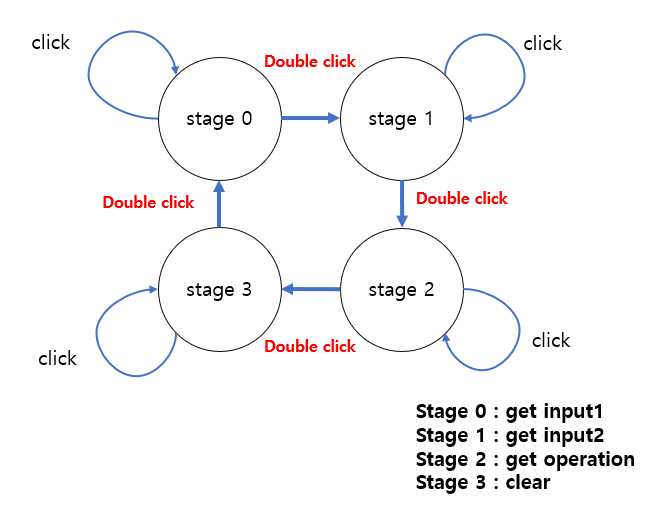 click
Double click
click
stage 0
stage 1
Double click
Double click
stage 3
stage 2
click
Double click
click
Stage 0 : get input1
Stage 1 : get input2
Stage 2 : get operation
Stage 3 : clear